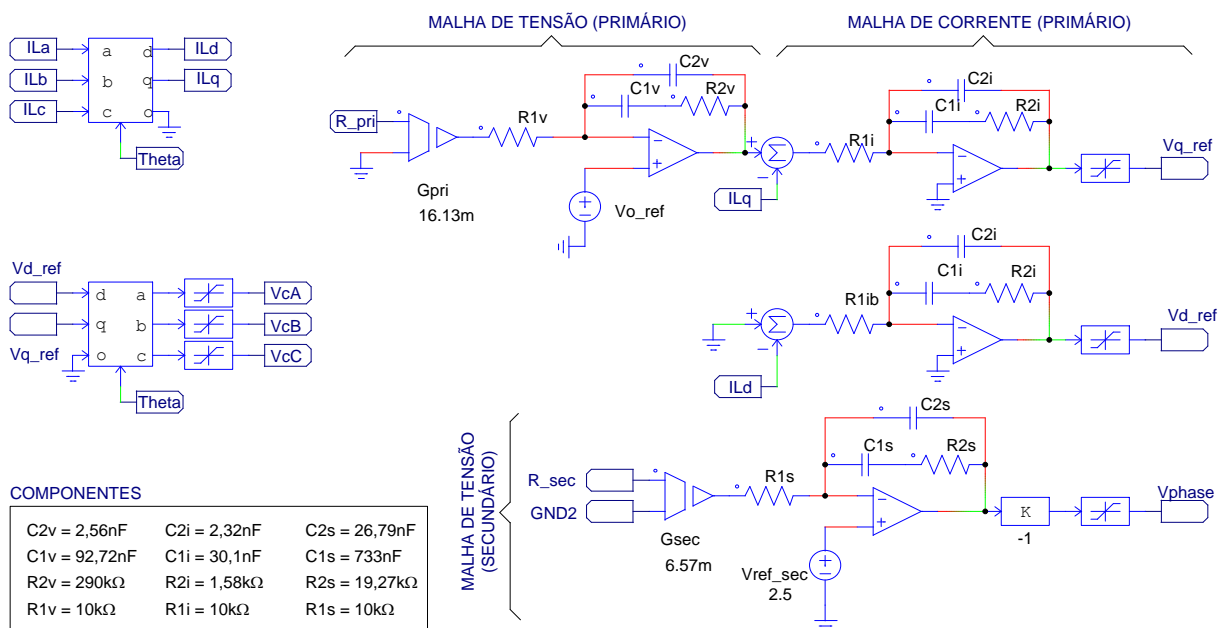 MALHA DE TENSÃO (PRIMÁRIO)
MALHA DE CORRENTE (PRIMÁRIO)
ILa
ILb
ILc
a
b
c
d
q
o
ILd
ILq
Theta
R_pri
Gpri
16.13m
R1v
C2v
C1v
R2v
Vo_ref
+
-
ILq
R1i
C2i
C1i
R2i
Vq_ref
Vd_ref
Vq_ref
d
q
o
a
b
c
VcA
VcB
VcC
Theta
+
-
ILd
R1ib
C2i
C1i
R2i
Vd_ref
MALHA DE TENSÃO
(SECUNDÁRIO)
R_sec
GND2
Gsec
6.57m
R1s
C2s
C1s
R2s
Vref_sec
2.5
K
-1
Vphase
COMPONENTES
C2v = 2,56nF C2i = 2,32nF C2s = 26,79nF
C1v = 92,72nF C1i = 30,1nF C1s = 733nF
R2v = 290kΩ R2i = 1,58kΩ R2s = 19,27kΩ
R1v = 10kΩ R1i = 10kΩ R1s = 10kΩ